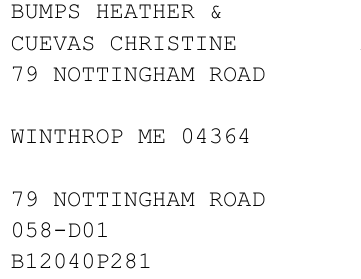 BUMPS HEATHER &
CUEVAS CHRISTINE
79 NOTTINGHAM ROAD
WINTHROP ME 04364
79 NOTTINGHAM ROAD
058-D01
B12040P281